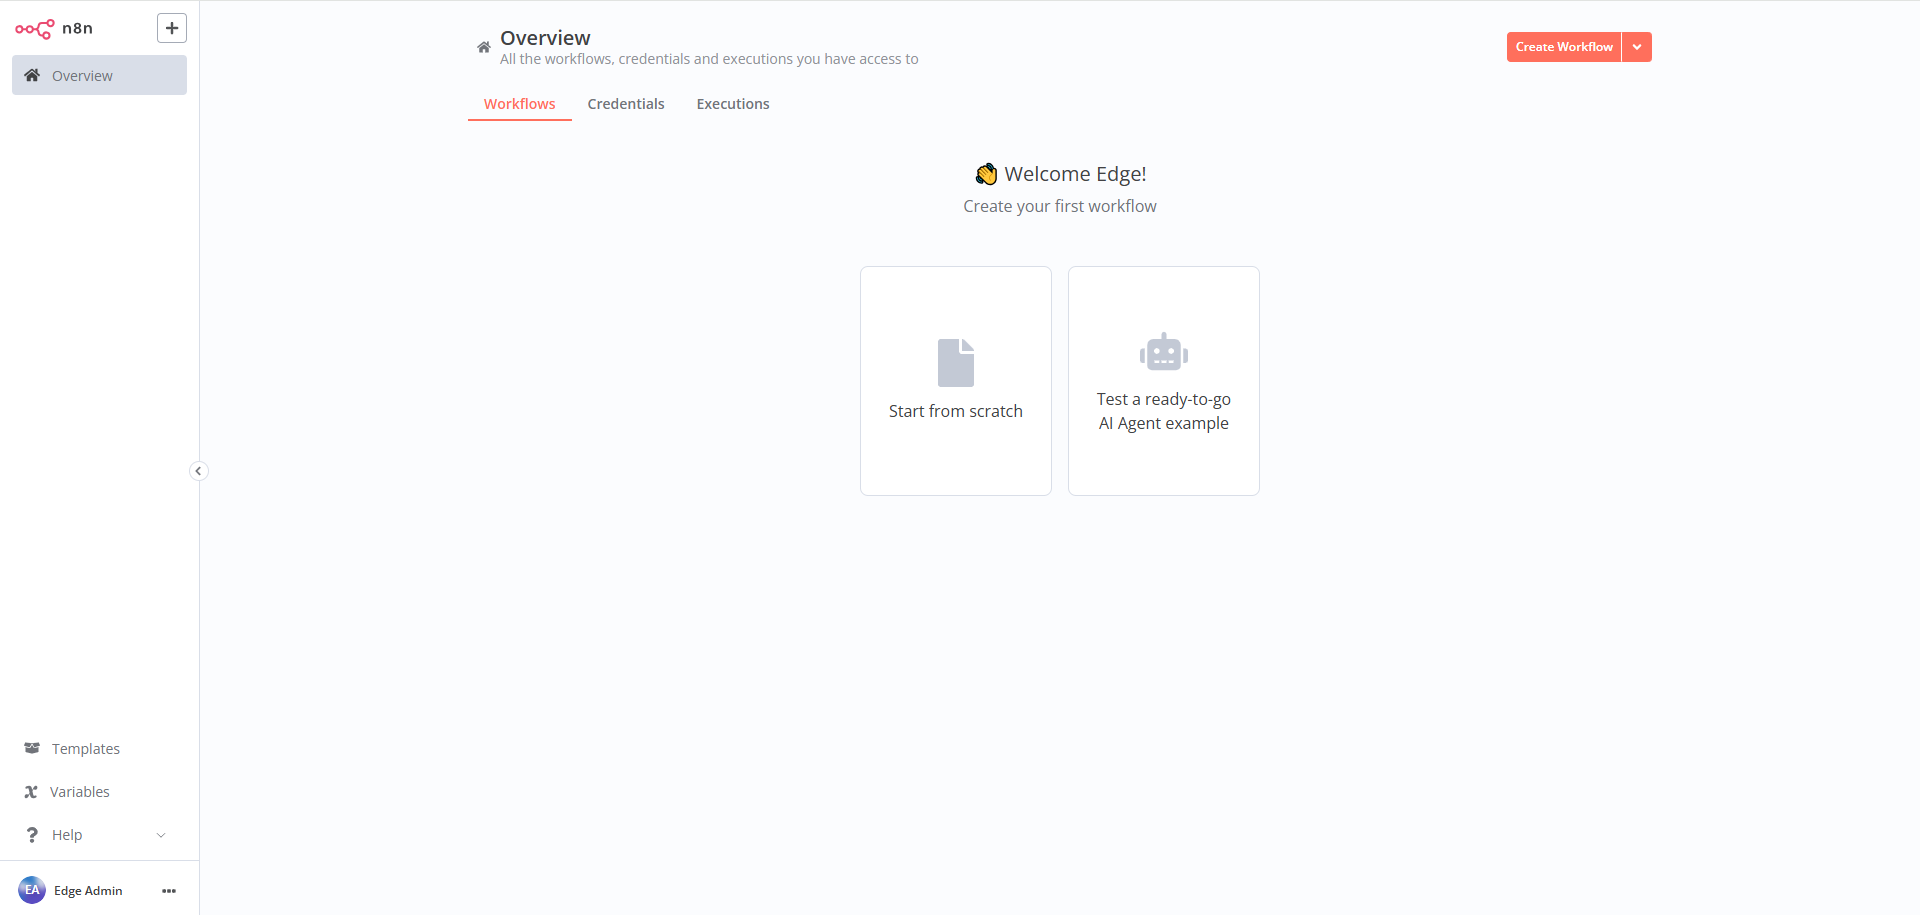 n8n
Overview
Overview
All the workflows, credentials and executions you have access to
Create Workflow
Workflows
Credentials
Executions
👋 Welcome Edge!
Create your first workflow
Start from scratch
Test a ready-to-go
AI Agent example
Templates
Variables
Help
EA
Edge Admin